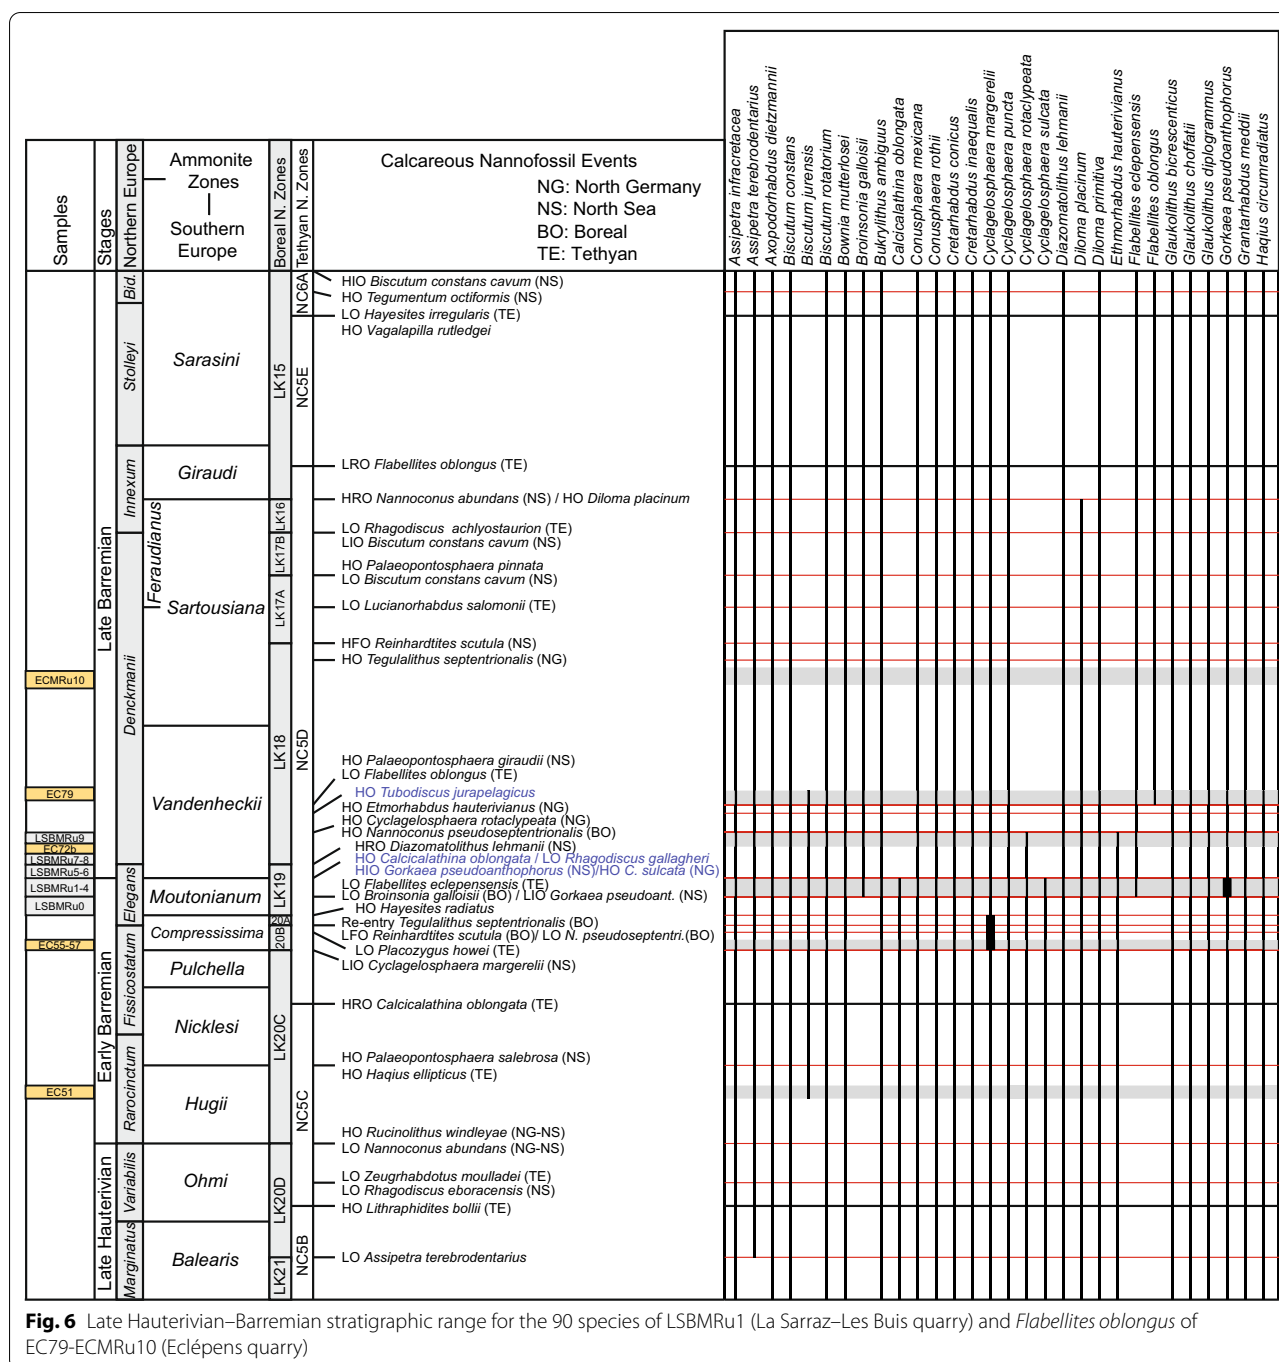 Samples
Stages
Northern Europe
Ammonite
Zones
Southern
Europe
Boreal N. Zones
Tethyan N. Zones
Calcareous Nannofossil Events
NG: North Germany
NS: North Sea
BO: Boreal
TE: Tethyan
Assipetra infracretacea
Assipetra terebrodentarius
Axopodorhabdus dietzmannii
Biscutum constans
Biscutum jurensis
Biscutum rotatorium
Bownia mutterlosei
Broinsonia galloisii
Bukrylithus ambiguus
Calcicalathina oblongata
Conusphaera mexicana
Conusphaera rothii
Cretarhabdus conicus
Cretarhabdus inaequalis
Cyclagelosphaera margerelii
Cyclagelosphaera puncta
Cyclagelosphaera rotaclypeata
Cyclagelosphaera sulcata
Diazomatolithus lehmanii
Diloma placinum
Diloma primitiva
Ethmorhabdus hauterivianus
Flabellites eclepensensis
Flabellites oblongus
Glaukolithus bicrescenticus
Glaukolithus choffatii
Glaukolithus diplogrammus
Gorkaea pseudoanthophorus
Grantarhabdus meddii
Haqius circumradiatus
ECMRu10
EC79
LSBMRu9
EC72b
LSBMRu7-8
LSBMRu5-6
LSBMRu1-4
LSBMRu0
EC55-57
EC51
Late Barremian
Early Barremian
Late Hauterivian
Bid.
Stolleyi
Innexum
Denckmanii
Elegans
Fissicostatum
Rarocinctum
Variabilis
Marginatus
Sarasini
Giraudi
Feraudianus
Sartousiana
Vandenheckii
Moutonianum
Compressissima
Pulchella
Nicklesi
Hugii
Ohmi
Balearis
LK15
LK16
LK17B
LK17A
LK18
LK19
20A
20B
LK20C
LK20D
LK21
NC6A
NC5E
NC5D
NC5C
NC5B
HIO Biscutum constans cavum (NS)
HO Tegumentum octiformis (NS)
LO Hayesites irregularis (TE)
HO Vagalapilla rutledgei
LRO Flabellites oblongus (TE)
HRO Nannoconus abundans (NS) / HO Diloma placinum
LO Rhagodiscus achlyostaurion (TE)
LIO Biscutum constans cavum (NS)
HO Palaeopontosphaera pinnata
LO Biscutum constans cavum (NS)
LO Lucianorhabdus salomonii (TE)
HFO Reinhardtites scutula (NS)
HO Tegulalithus septentrionalis (NG)
HO Palaeopontosphaera giraudii (NS)
LO Flabellites oblongus (TE)
HO Tubodiscus jurapelagicus
HO Etmorhabdus hauterivianus (NG)
HO Cyclagelosphaera rotaclypeata (NG)
HO Nannoconus pseudoseptentrionalis (BO)
HRO Diazomatolithus lehmanii (NS)
HO Calcicalathina oblongata / LO Rhagodiscus gallagheri
HIO Gorkaea pseudoanthophorus (NS)/HO C. sulcata (NG)
LO Flabellites eclepensensis (TE)
LO Broinsonia galloisii (BO) / LIO Gorkaea pseudoant. (NS)
HO Hayesites radiatus
Re-entry Tegulalithus septentrionalis (BO)
LFO Reinhardtites scutula (BO)/ LO N. pseudoseptentri.(BO)
LO Placozygus howei (TE)
LIO Cyclagelosphaera margerelii (NS)
HRO Calcicalathina oblongata (TE)
HO Palaeopontosphaera salebrosa (NS)
HO Haqius ellipticus (TE)
HO Rucinolithus windleyae (NG-NS)
LO Nannoconus abundans (NG-NS)
LO Zeugrhabdotus moulladei (TE)
LO Rhagodiscus eboracensis (NS)
HO Lithraphidites bollii (TE)
LO Assipetra terebrodentarius
Fig. 6 Late Hauterivian–Barremian stratigraphic range for the 90 species of LSBMRu1 (La Sarraz–Les Buis quarry) and Flabellites oblongus of
EC79-ECMRu10 (Eclépens quarry)